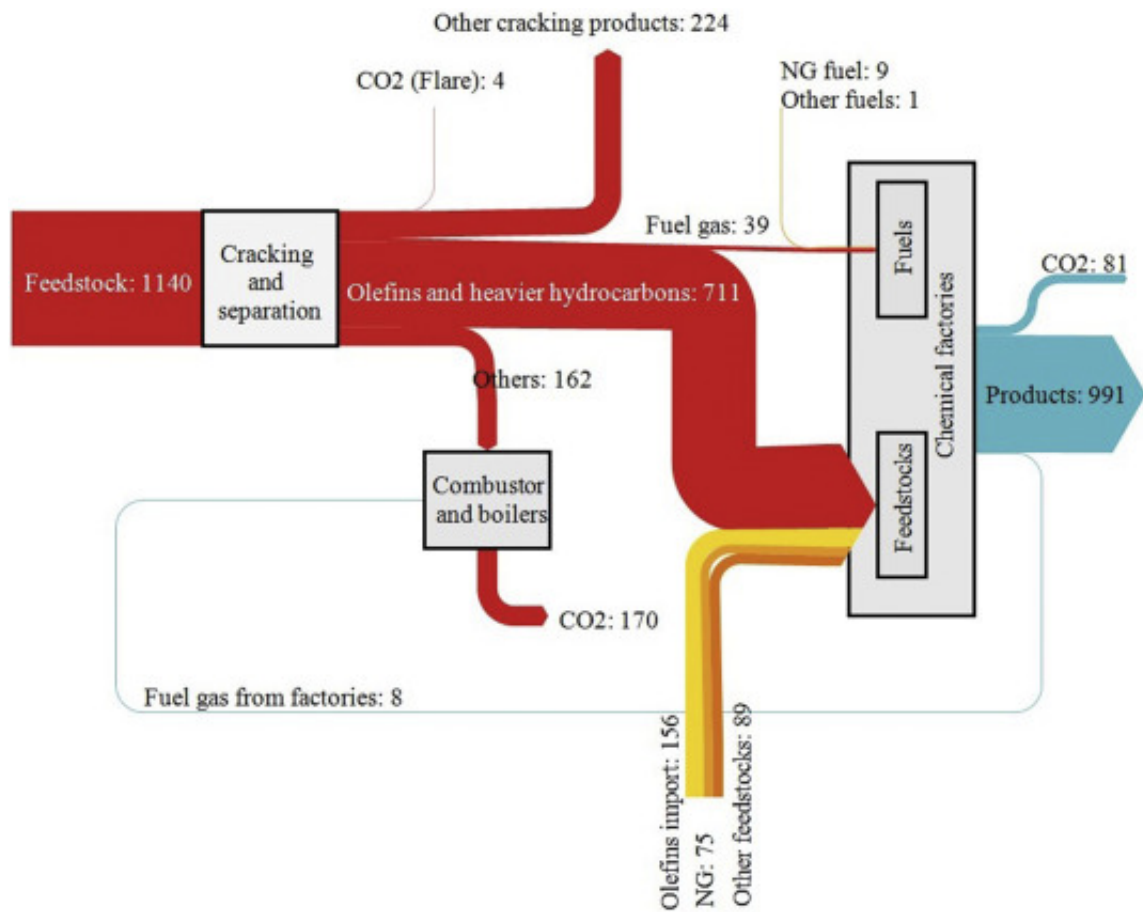 Other cracking products: 224
CO2 (Flare): 4
NG fuel: 9
Other fuels: 1
Fuel gas: 39
Fuels
CO2: 81
Feedstock: 1140
Cracking
and
separation
Olefins and heavier hydrocarbons: 711
Chemical factories
Products: 991
Others: 162
Combustor
and boilers
Feedstocks
CO2: 170
Fuel gas from factories: 8
Olefins import: 156
NG: 75
Other feedstocks: 89